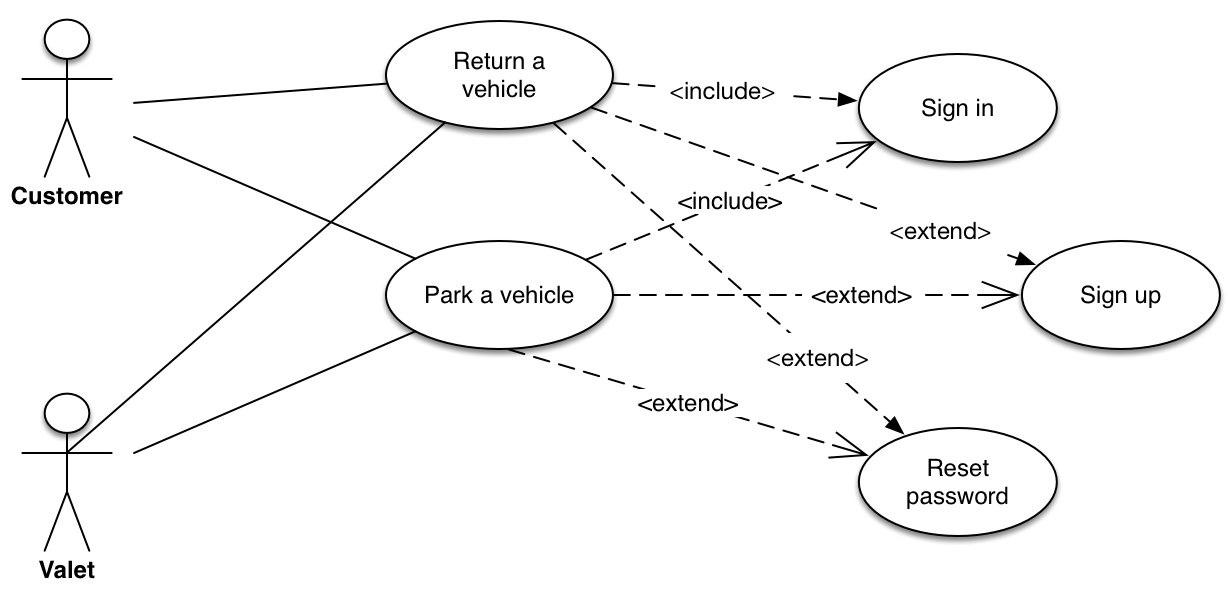 Return a
vehicle
<include>
Sign in
Customer
<include>
<extend>
Park a vehicle
<extend>
Sign up
<extend>
<extend>
Reset
password
Valet